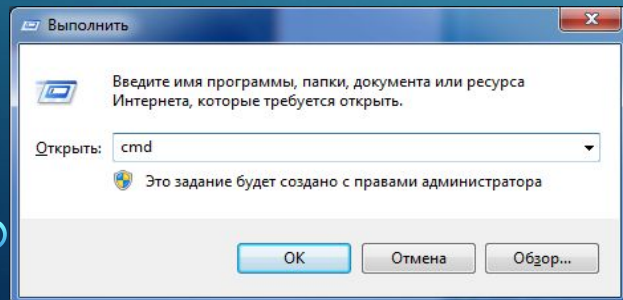 Выполнить
Введите имя программы, папки, документа или ресурса
Интернета, которые требуется открыть.
Открыть: cmd
Это задание будет создано с правами администратора
ОК Отмена Обзор...